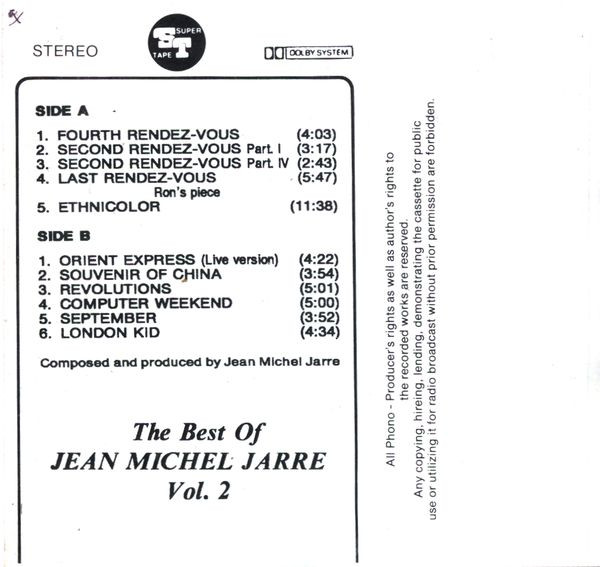 STEREO
SUPER
ST
TAPE
DOLBY SYSTEM
SIDE A
1. FOURTH RENDEZ-VOUS (4:03)
2. SECOND RENDEZ-VOUS Part. I (3:17)
3. SECOND RENDEZ-VOUS Part. IV (2:43)
4. LAST RENDEZ-VOUS (5:47)
Ron's piece
5. ETHNICOLOR (11:38)
SIDE B
1. ORIENT EXPRESS (Live version) (4:22)
2. SOUVENIR OF CHINA (3:54)
3. REVOLUTIONS (5:01)
4. COMPUTER WEEKEND (5:00)
5. SEPTEMBER (3:52)
6. LONDON KID (4:34)
Composed and produced by Jean Michel Jarre
The Best Of
JEAN MICHEL JARRE
Vol. 2
All Phono - Producer's rights as well as author's rights to
the recorded works are reserved.
Any copying, hireing, lending, demonstrating the cassette for public
use or utilizing it for radio broadcast without prior permission are forbidden.